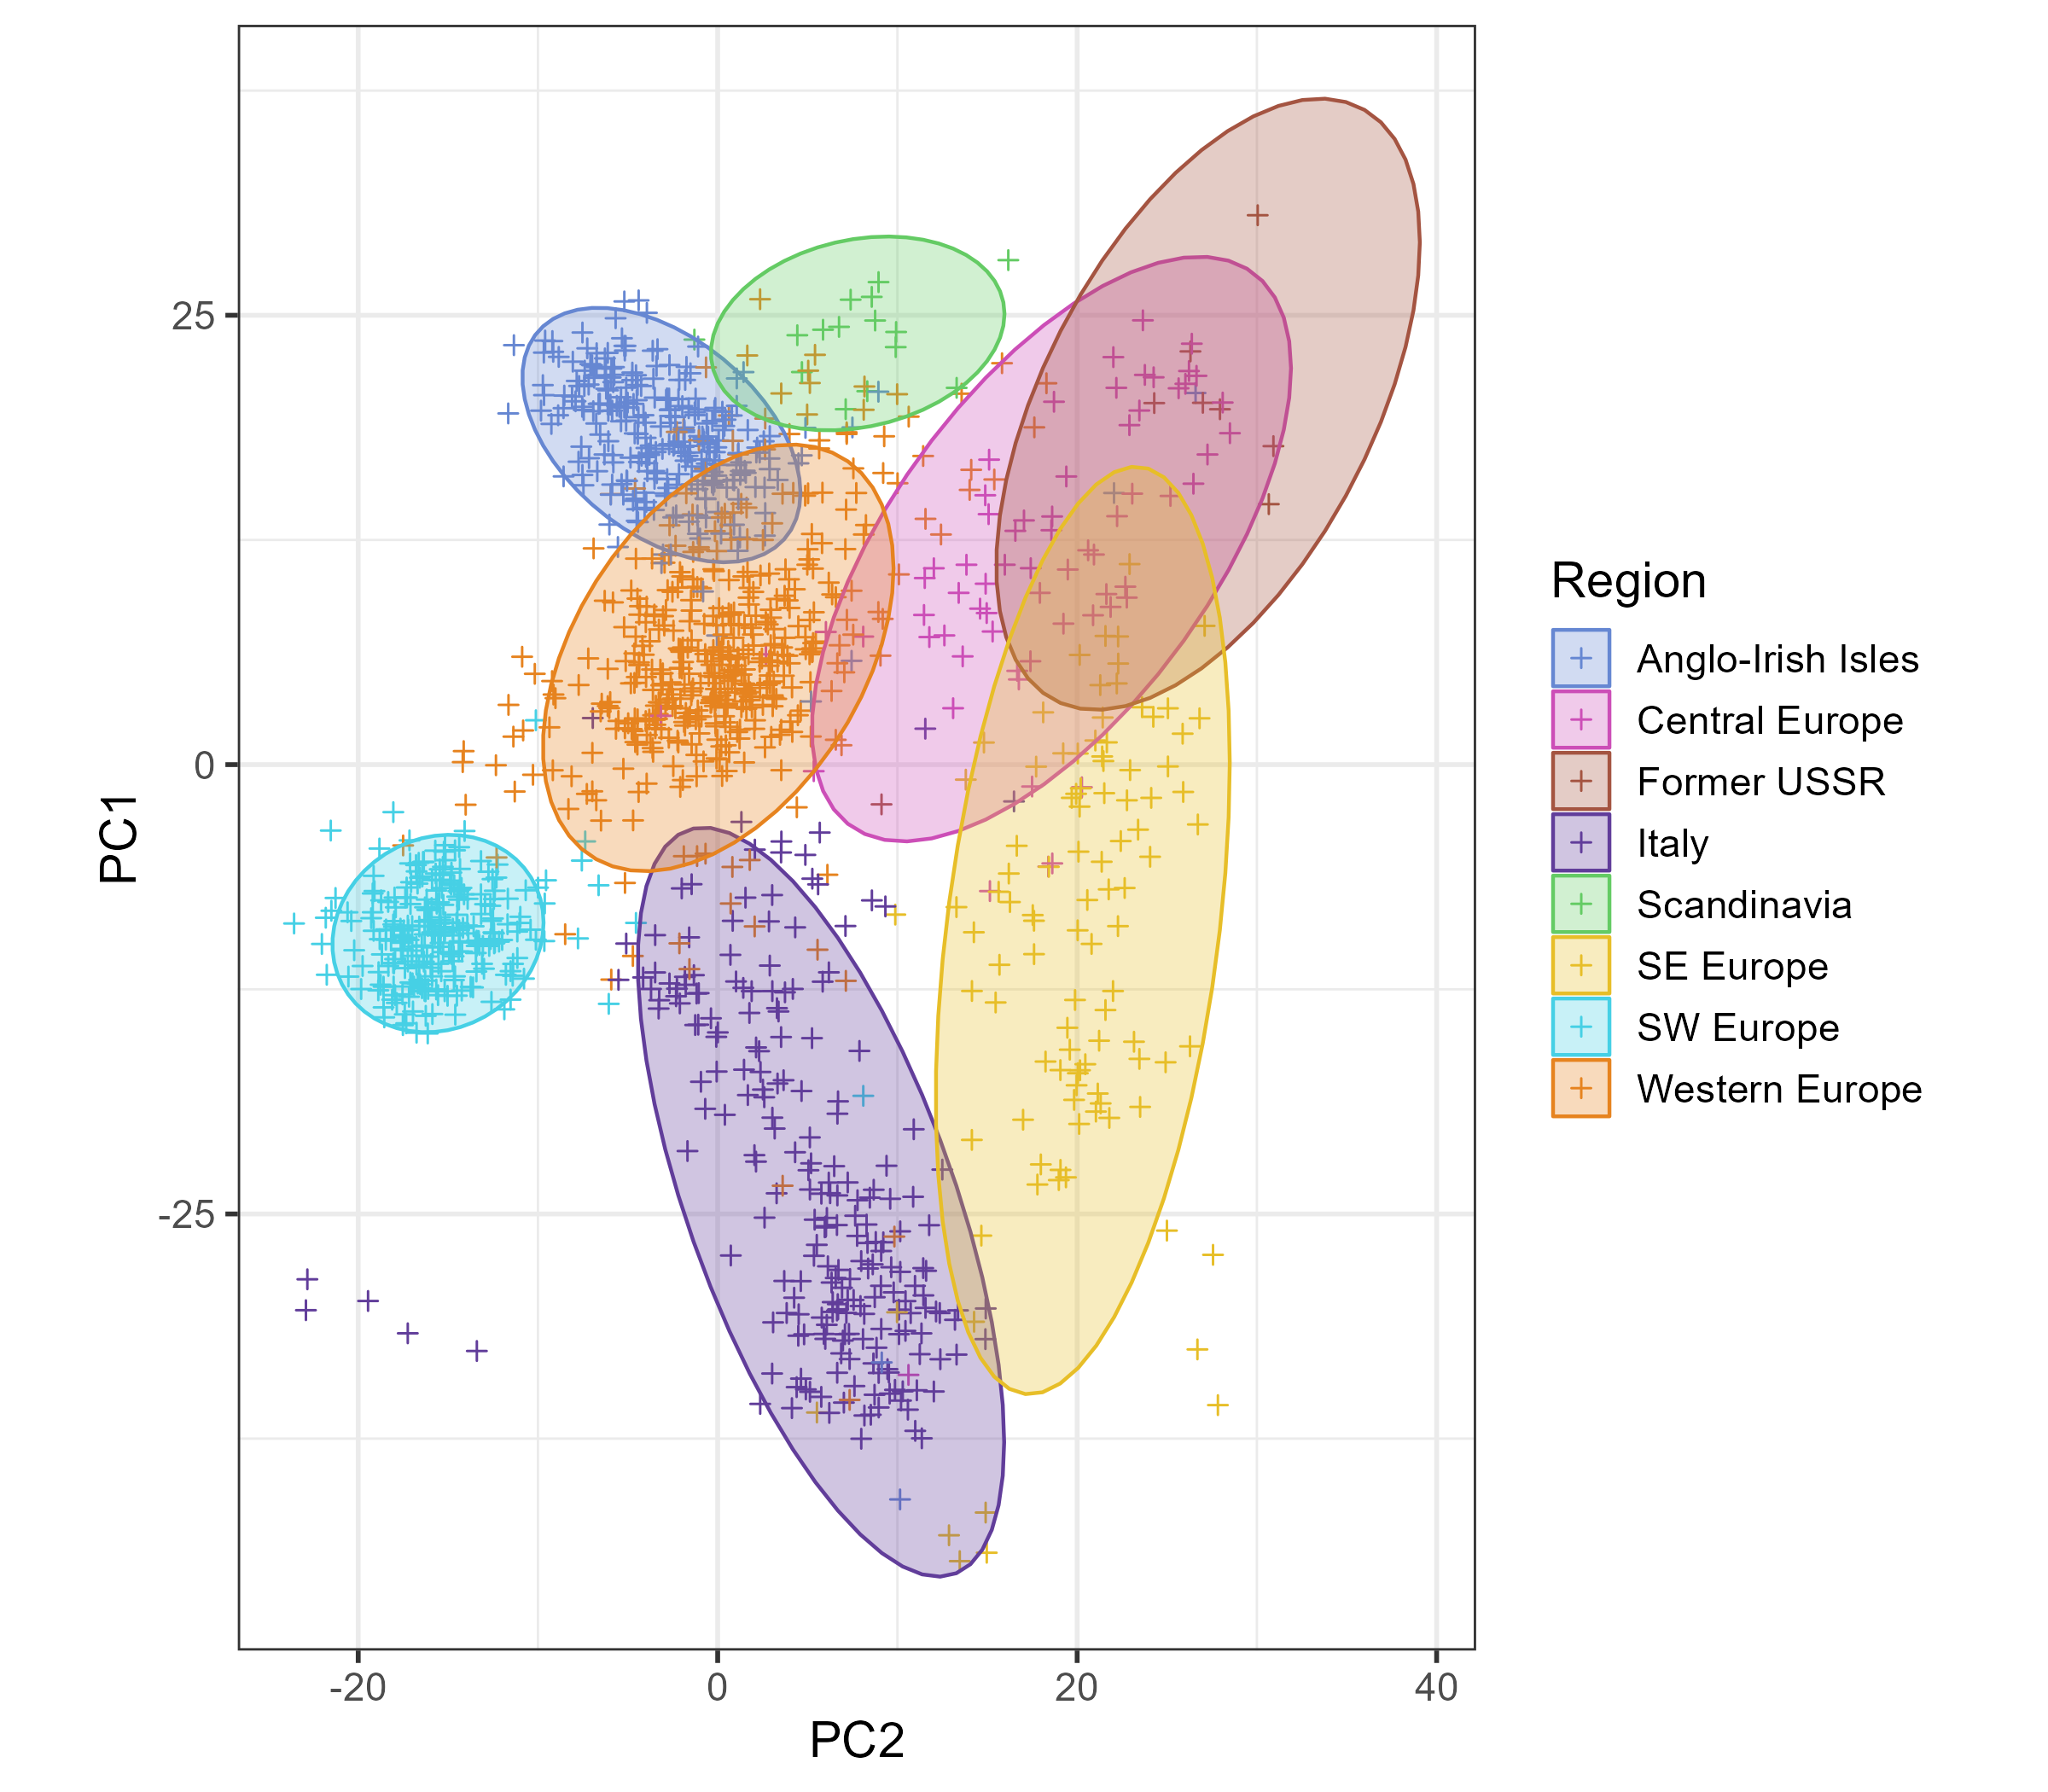 25
0
-25
-20
0
20
40
PC1
PC2
Region
Anglo-Irish Isles
Central Europe
Former USSR
Italy
Scandinavia
SE Europe
SW Europe
Western Europe